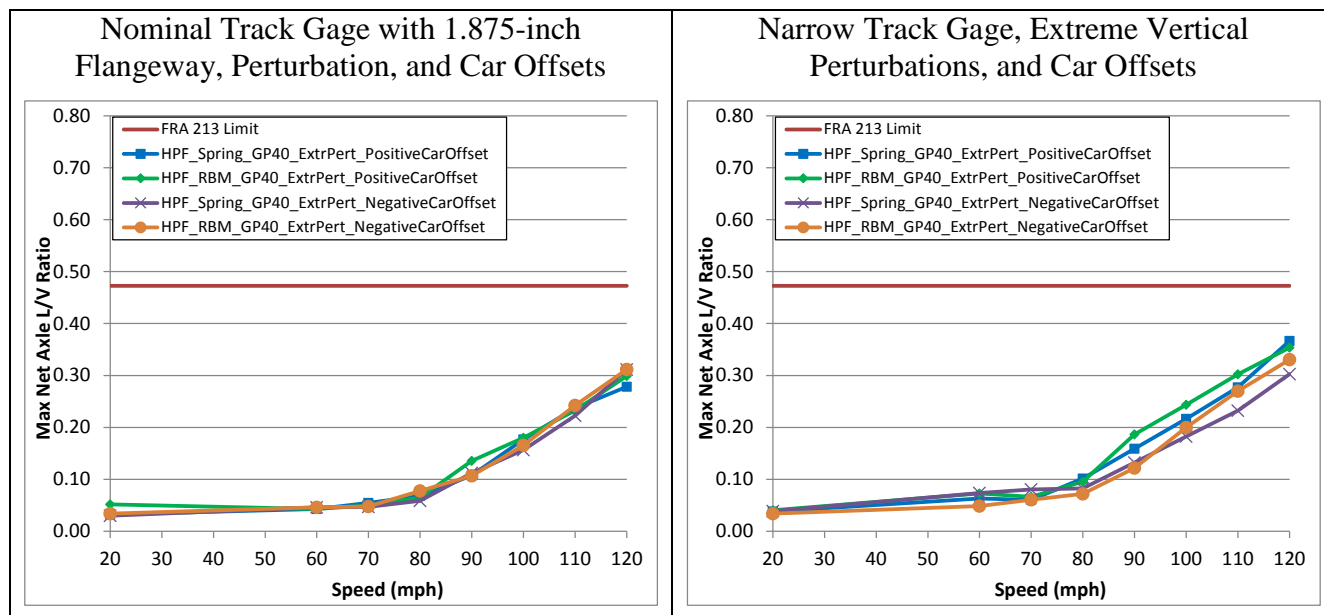 Nominal Track Gage with 1.875-inch
Flangeway, Perturbation, and Car Offsets
Max Net Axle L/V Ratio
0.80
0.70
0.60
0.50
0.40
0.30
0.20
0.10
0.00
FRA 213 Limit
HPF_Spring_GP40_ExtrPert_PositiveCarOffset
HPF_RBM_GP40_ExtrPert_PositiveCarOffset
HPF_Spring_GP40_ExtrPert_NegativeCarOffset
HPF_RBM_GP40_ExtrPert_NegativeCarOffset
20 30 40 50 60 70 80 90 100 110 120
Speed (mph)
Narrow Track Gage, Extreme Vertical
Perturbations, and Car Offsets
Max Net Axle L/V Ratio
0.80
0.70
0.60
0.50
0.40
0.30
0.20
0.10
0.00
FRA 213 Limit
HPF_Spring_GP40_ExtrPert_PositiveCarOffset
HPF_RBM_GP40_ExtrPert_PositiveCarOffset
HPF_Spring_GP40_ExtrPert_NegativeCarOffset
HPF_RBM_GP40_ExtrPert_NegativeCarOffset
20 30 40 50 60 70 80 90 100 110 120
Speed (mph)